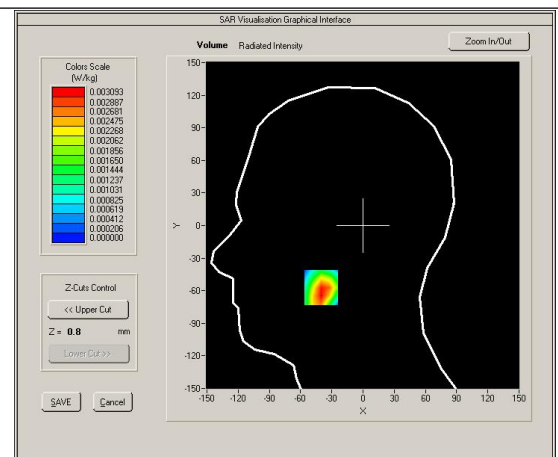 SAR Visualisation Graphical Interface
Volume Radiated Intensity
Zoom In/Out
Colors Scale
(W/kg)
0.003093
0.002887
0.002681
0.002475
0.002268
0.002062
0.001856
0.001650
0.001444
0.001237
0.001031
0.000825
0.000619
0.000412
0.000206
0.000000
Z-Cuts Control
<< Upper Cut
Z = 0.8 mm
Lower Cut >>
SAVE Cancel
150-
120-
90-
60-
30-
Y 0-
-30-
-60-
-90-
-120-
-150-
-150 -120 -90 -60 -30 0 30 60 90 120 150
X